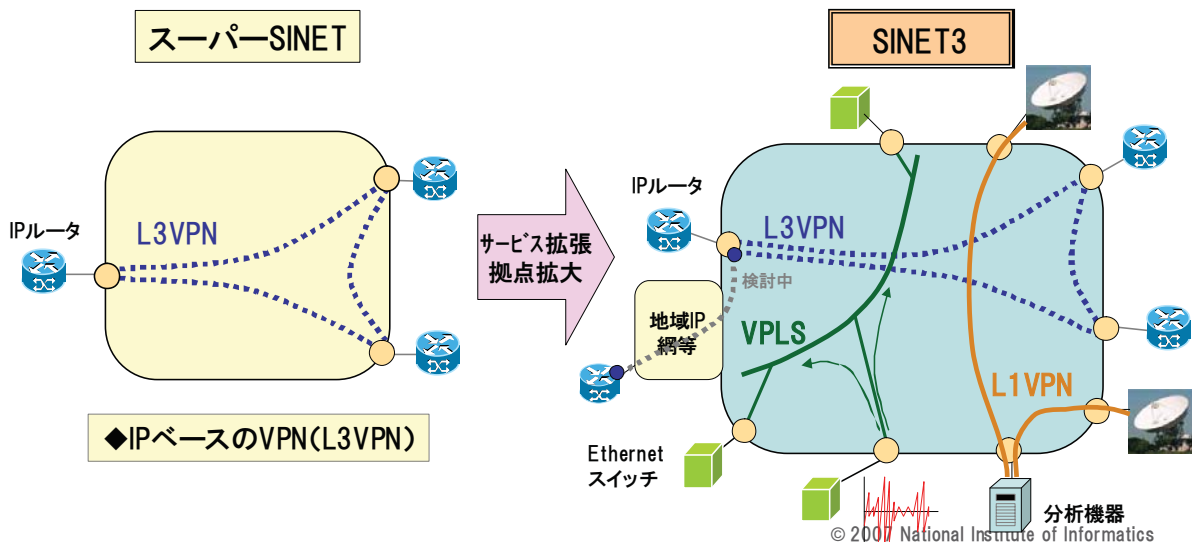 スーパーSINET
SINET3
IPルータ
L3VPN
サービス拡張
拠点拡大
IPルータ
L3VPN
検討中
地域IP
網等
VPLS
L1VPN
◆IPベースのVPN(L3VPN)
Ethernet
スイッチ
分析機器
© 2007 National Institute of Informatics